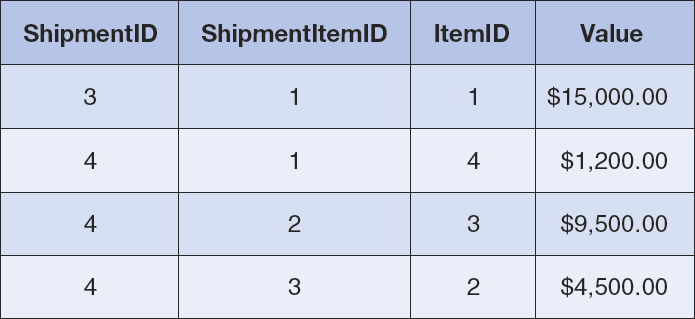 ShipmentID ShipmentItemID ItemID Value
3 1 1 $15,000.00
4 1 4 $1,200.00
4 2 3 $9,500.00
4 3 2 $4,500.00